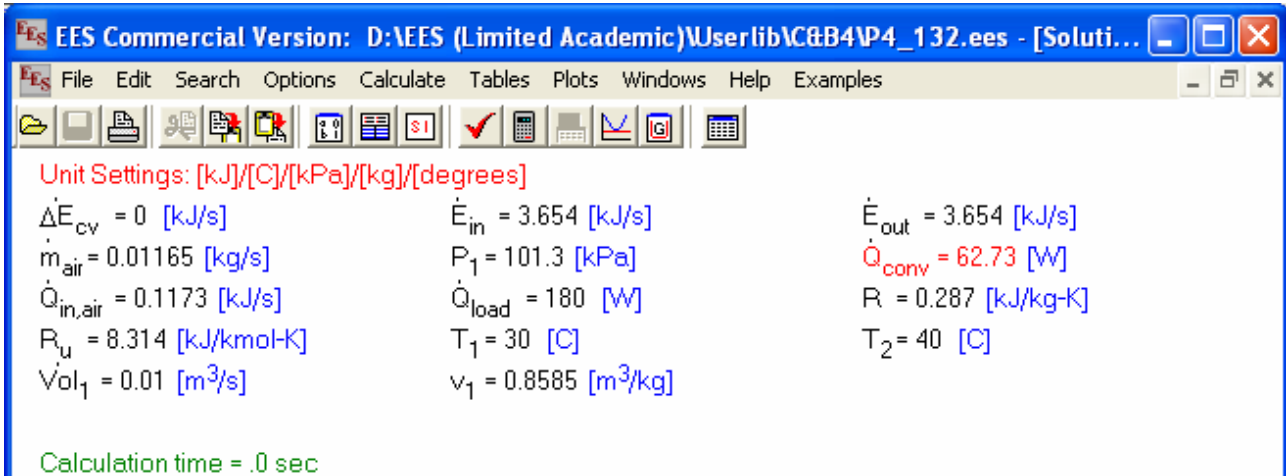 EES EES Commercial Version: D:\EES (Limited Academic)\Userlib\C&B4\P4_132.ees - [Soluti...
EES File Edit Search Options Calculate Tables Plots Windows Help Examples
Unit Settings: [kJ]/[C]/[kPa]/[kg]/[degrees]
ΔĖcv = 0 [kJ/s] Ėin = 3.654 [kJ/s] Ėout = 3.654 [kJ/s]
ṁair = 0.01165 [kg/s] P1 = 101.3 [kPa] Q̇conv = 62.73 [W]
Q̇in,air = 0.1173 [kJ/s] Q̇load = 180 [W] R = 0.287 [kJ/kg-K]
Ru = 8.314 [kJ/kmol-K] T1 = 30 [C] T2 = 40 [C]
V̇ol1 = 0.01 [m³/s] v1 = 0.8585 [m³/kg]
Calculation time = .0 sec